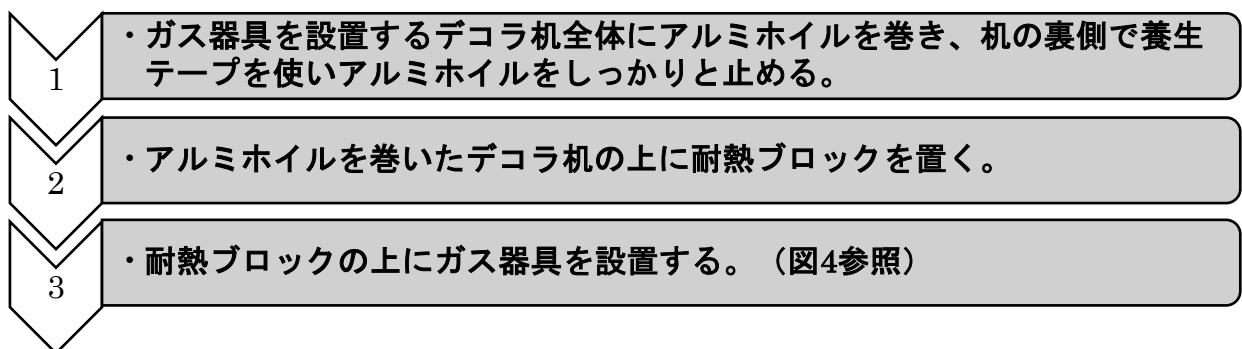 1
・ガス器具を設置するデコラ机全体にアルミホイルを巻き、机の裏側で養生
テープを使いアルミホイルをしっかりと止める。
2
・アルミホイルを巻いたデコラ机の上に耐熱ブロックを置く。
3
・耐熱ブロックの上にガス器具を設置する。（図4参照）